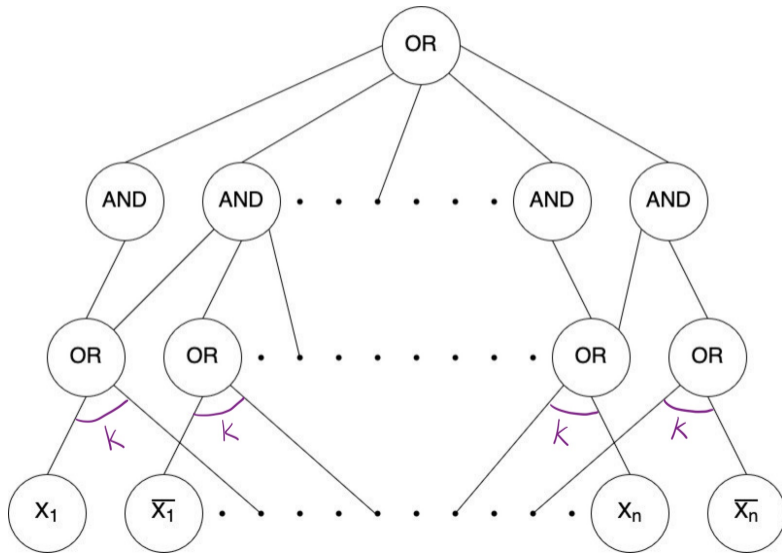 OR
AND AND AND AND
OR OR OR OR
K K K K
X₁ X̅₁ Xₙ X̅ₙ